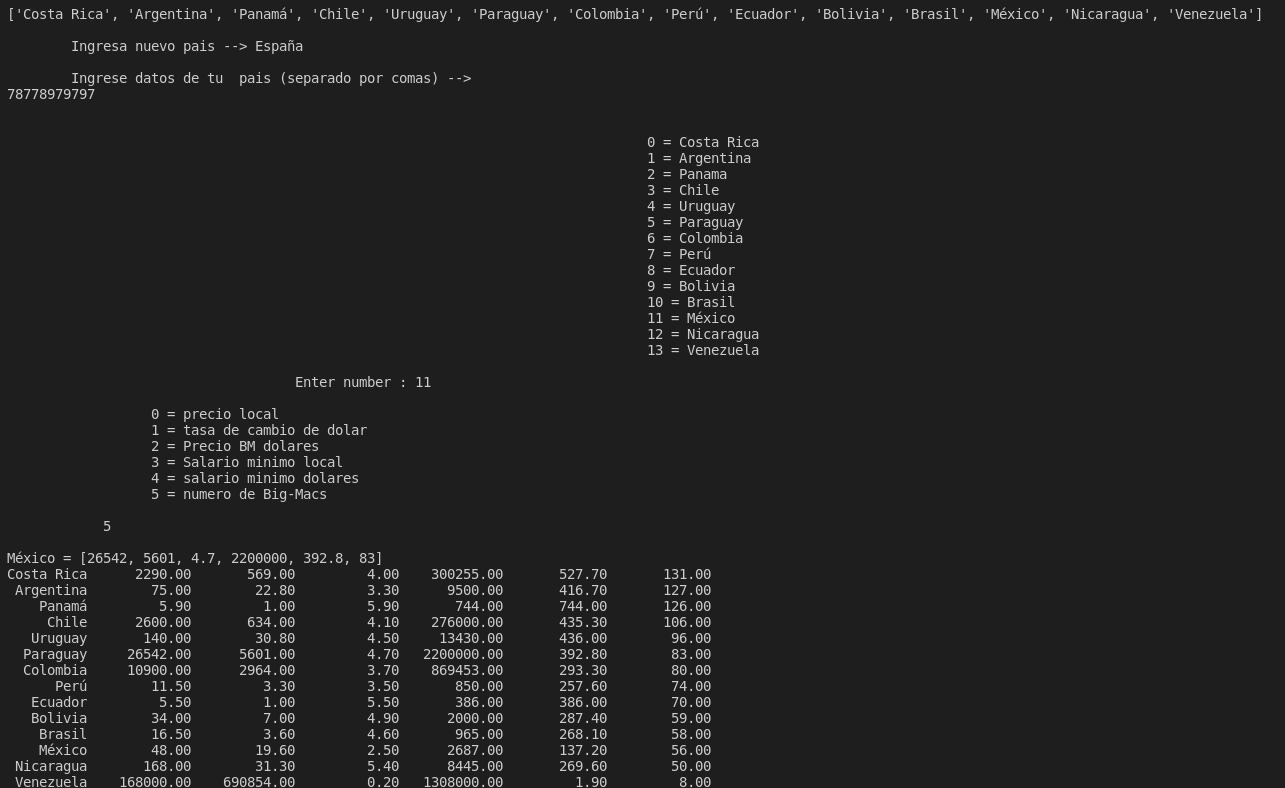 ['Costa Rica', 'Argentina', 'Panamá', 'Chile', 'Uruguay', 'Paraguay', 'Colombia', 'Perú', 'Ecuador', 'Bolivia', 'Brasil', 'México', 'Nicaragua', 'Venezuela']
Ingresa nuevo pais --> España
Ingrese datos de tu  pais (separado por comas) -->
78778979797
0 = Costa Rica
1 = Argentina
2 = Panama
3 = Chile
4 = Uruguay
5 = Paraguay
6 = Colombia
7 = Perú
8 = Ecuador
9 = Bolivia
10 = Brasil
11 = México
12 = Nicaragua
13 = Venezuela
Enter number : 11
0 = precio local
1 = tasa de cambio de dolar
2 = Precio BM dolares
3 = Salario minimo local
4 = salario minimo dolares
5 = numero de Big-Macs
5
México = [26542, 5601, 4.7, 2200000, 392.8, 83]
Costa Rica 2290.00 569.00 4.00 300255.00 527.70 131.00
Argentina 75.00 22.80 3.30 9500.00 416.70 127.00
Panamá 5.90 1.00 5.90 744.00 744.00 126.00
Chile 2600.00 634.00 4.10 276000.00 435.30 106.00
Uruguay 140.00 30.80 4.50 13430.00 436.00 96.00
Paraguay 26542.00 5601.00 4.70 2200000.00 392.80 83.00
Colombia 10900.00 2964.00 3.70 869453.00 293.30 80.00
Perú 11.50 3.30 3.50 850.00 257.60 74.00
Ecuador 5.50 1.00 5.50 386.00 386.00 70.00
Bolivia 34.00 7.00 4.90 2000.00 287.40 59.00
Brasil 16.50 3.60 4.60 965.00 268.10 58.00
México 48.00 19.60 2.50 2687.00 137.20 56.00
Nicaragua 168.00 31.30 5.40 8445.00 269.60 50.00
Venezuela 168000.00 690854.00 0.20 1308000.00 1.90 8.00